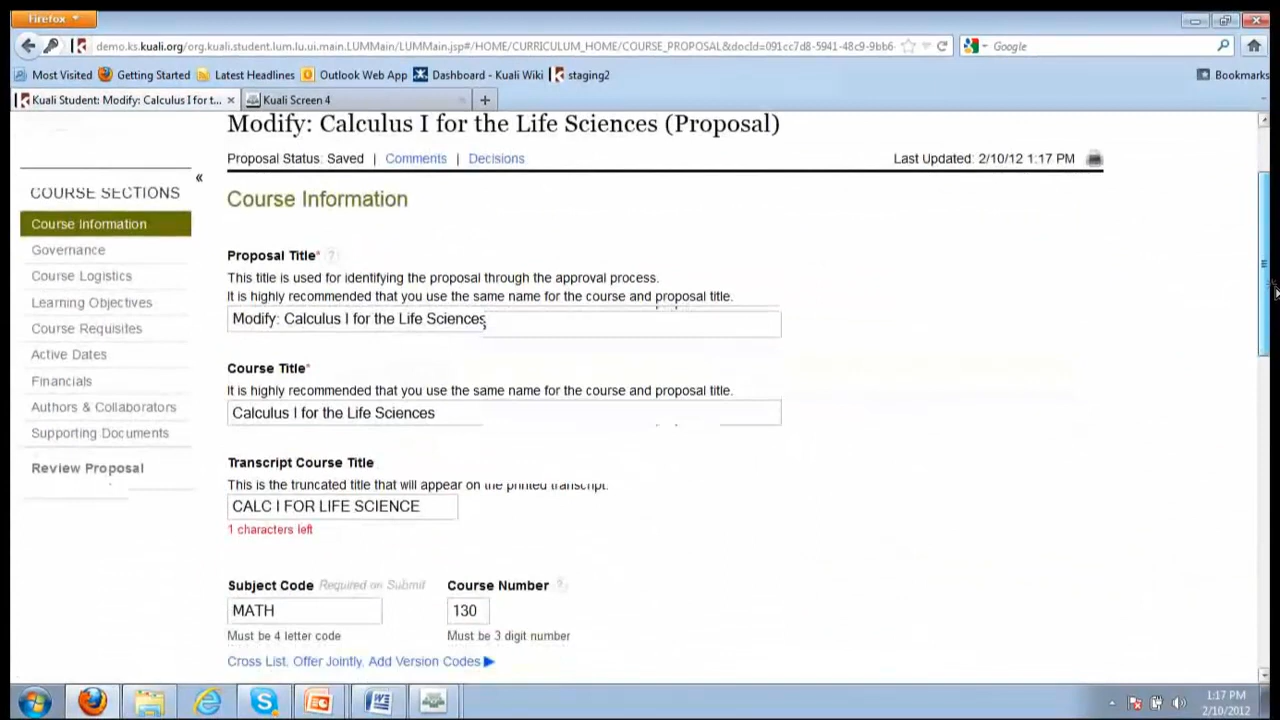 Firefox
demo.ks.kuali.org/org.kuali.student.lum.lu.ui.main.LUMMain/LUMMain.jsp#/HOME/CURRICULUM_HOME/COURSE_PROPOSAL&docId=091cc7d8-5941-48c9-9bb6-
Google
Most Visited
Getting Started
Latest Headlines
Outlook Web App
Dashboard - Kuali Wiki
staging2
Bookmarks
Kuali Student: Modify: Calculus I for t...
Kuali Screen 4
Modify: Calculus I for the Life Sciences (Proposal)
Proposal Status: Saved | Comments | Decisions
Last Updated: 2/10/12 1:17 PM
«
COURSE SECTIONS
Course Information
Governance
Course Logistics
Learning Objectives
Course Requisites
Active Dates
Financials
Authors & Collaborators
Supporting Documents
Review Proposal
Course Information
Proposal Title* ?
This title is used for identifying the proposal through the approval process.
It is highly recommended that you use the same name for the course and proposal title.
Modify: Calculus I for the Life Sciences
Course Title*
It is highly recommended that you use the same name for the course and proposal title.
Calculus I for the Life Sciences
Transcript Course Title
This is the truncated title that will appear on the printed transcript.
CALC I FOR LIFE SCIENCE
1 characters left
Subject Code Required on Submit
Course Number ?
MATH
130
Must be 4 letter code
Must be 3 digit number
Cross List, Offer Jointly, Add Version Codes
1:17 PM
2/10/2012